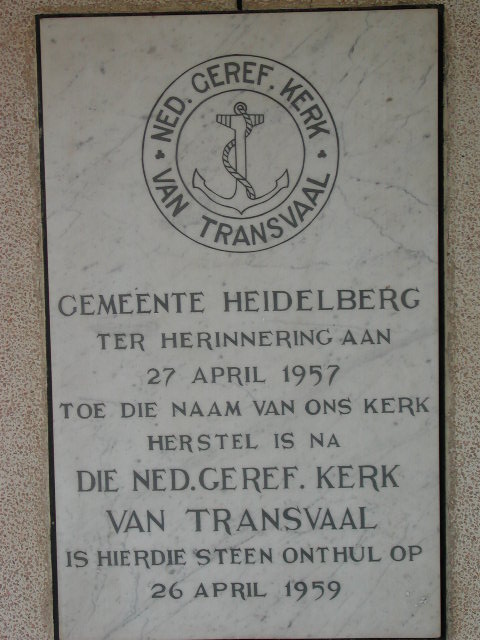 NED. GEREF. KERK
VAN TRANSVAAL
GEMEENTE HEIDELBERG
TER HERINNERING AAN
27 APRIL 1957
TOE DIE NAAM VAN ONS KERK
HERSTEL IS NA
DIE NED. GEREF. KERK
VAN TRANSVAAL
IS HIERDIE STEEN ONTHUL OP
26 APRIL 1959